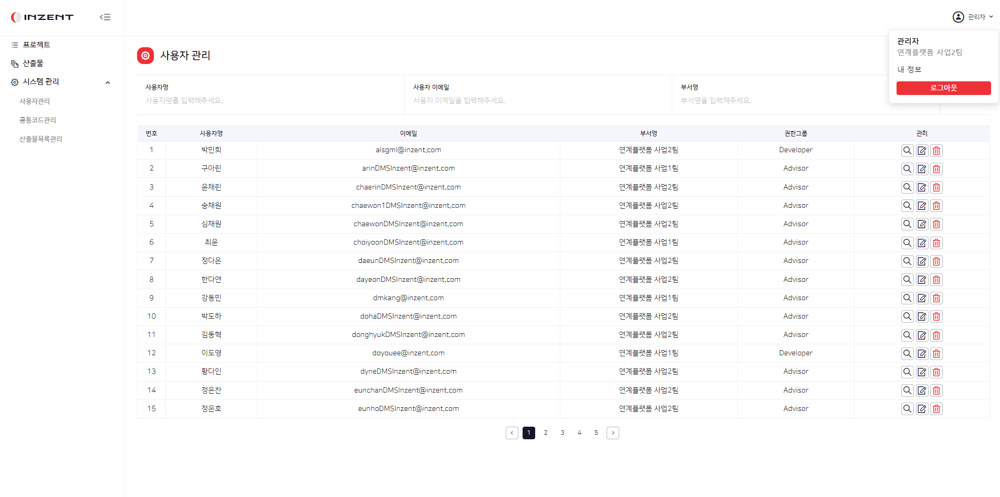 INZENT
관리자
프로젝트
산출물
시스템 관리
사용자관리
공통코드관리
산출물목록관리
관리자
연계플랫폼 사업2팀
내 정보
로그아웃
사용자 관리
사용자명
사용자명를 입력해주세요.
사용자 이메일
사용자 이메일을 입력해주세요.
부서명
부서명을 입력해주세요.
번호 사용자명 이메일 부서명 권한그룹 관리
1 박민희 alsgml@inzent.com 연계플랫폼 사업2팀 Developer
2 구아린 arinDMSInzent@inzent.com 연계플랫폼 사업1팀 Advisor
3 윤채린 chaerinDMSInzent@inzent.com 연계플랫폼 사업2팀 Advisor
4 송채원 chaewon1DMSInzent@inzent.com 연계플랫폼 사업2팀 Advisor
5 심채원 chaewonDMSInzent@inzent.com 연계플랫폼 사업2팀 Advisor
6 최윤 choiyoonDMSInzent@inzent.com 연계플랫폼 사업1팀 Advisor
7 정다은 daeunDMSInzent@inzent.com 연계플랫폼 사업2팀 Advisor
8 한다연 dayeonDMSInzent@inzent.com 연계플랫폼 사업2팀 Advisor
9 강동민 dmkang@inzent.com 연계플랫폼 사업1팀 Advisor
10 박도하 dohaDMSInzent@inzent.com 연계플랫폼 사업2팀 Advisor
11 김동혁 donghyukDMSInzent@inzent.com 연계플랫폼 사업2팀 Advisor
12 이도영 doyouee@inzent.com 연계플랫폼 사업1팀 Developer
13 황다인 dyneDMSInzent@inzent.com 연계플랫폼 사업2팀 Advisor
14 정은찬 eunchanDMSInzent@inzent.com 연계플랫폼 사업2팀 Advisor
15 정은호 eunhoDMSInzent@inzent.com 연계플랫폼 사업2팀 Advisor
1 2 3 4 5